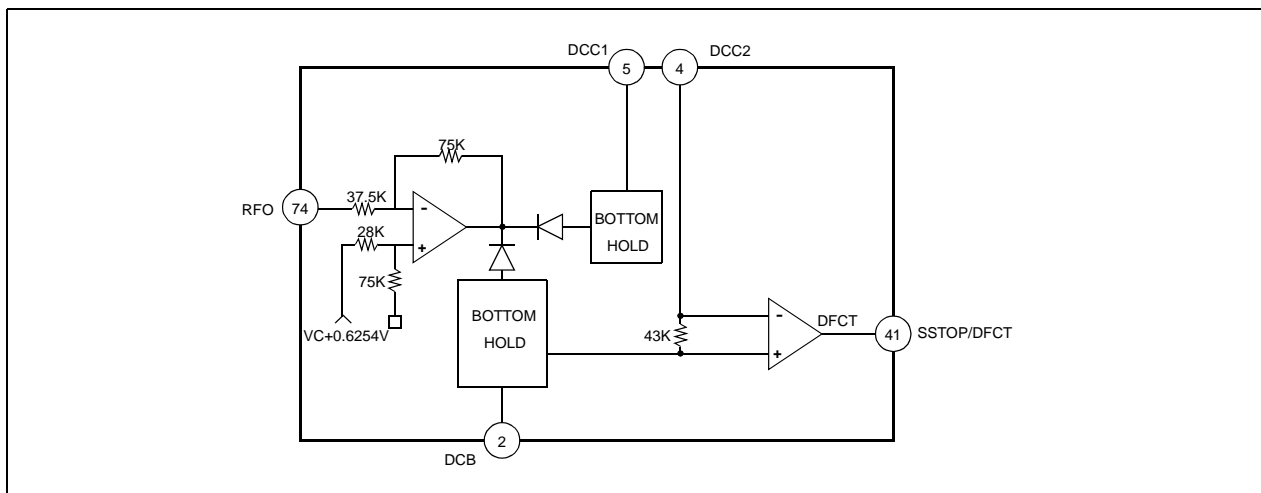 DCC1
DCC2
5
4
75K
RFO
74
37.5K
-
28K
+
75K
VC+0.6254V
BOTTOM
HOLD
BOTTOM
HOLD
43K
-
+
DFCT
41
SSTOP/DFCT
2
DCB